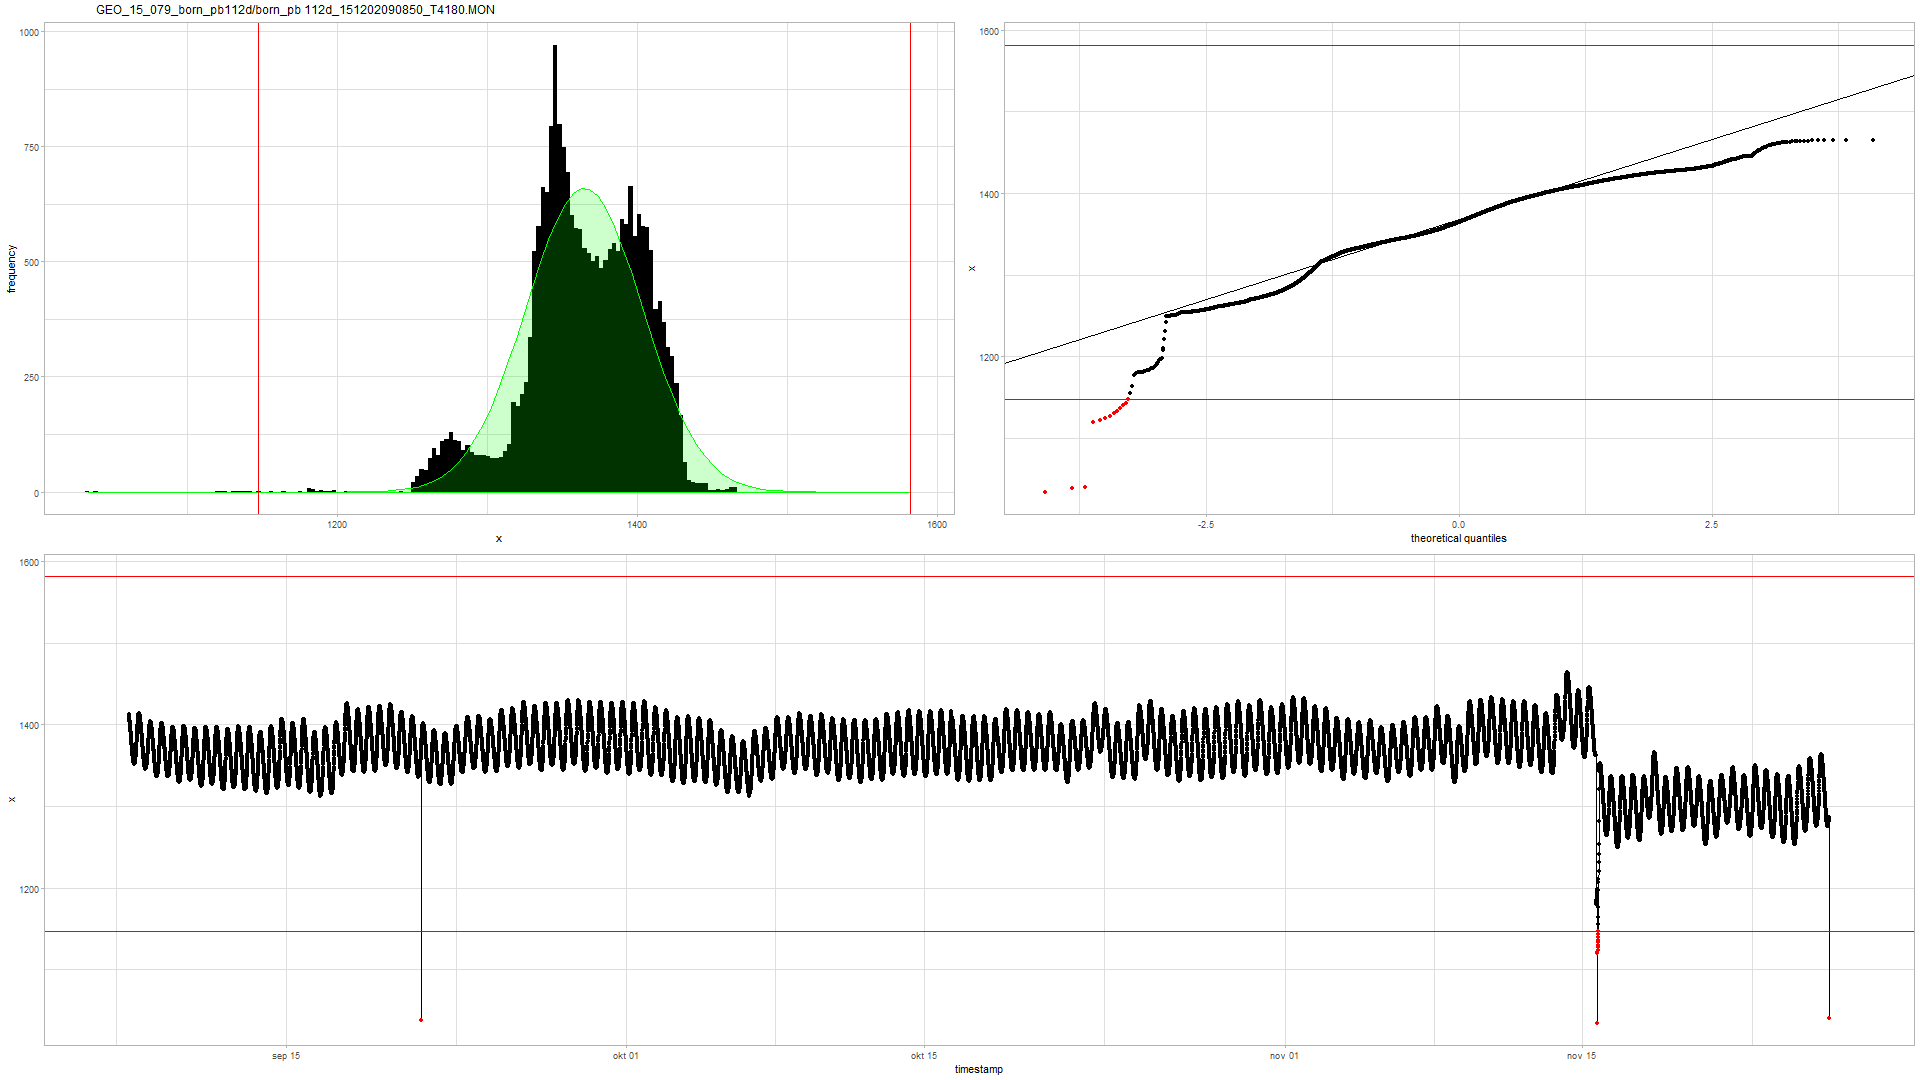 GEO_15_079_born_pb112d/born_pb 112d_151202090850_T4180.MON
1000
750
500
250
0
frequency
1200
1400
1600
x
1600
1400
1200
x
-2.5
0.0
2.5
theoretical quantiles
1600
1400
1200
x
sep 15
okt 01
okt 15
nov 01
nov 15
timestamp